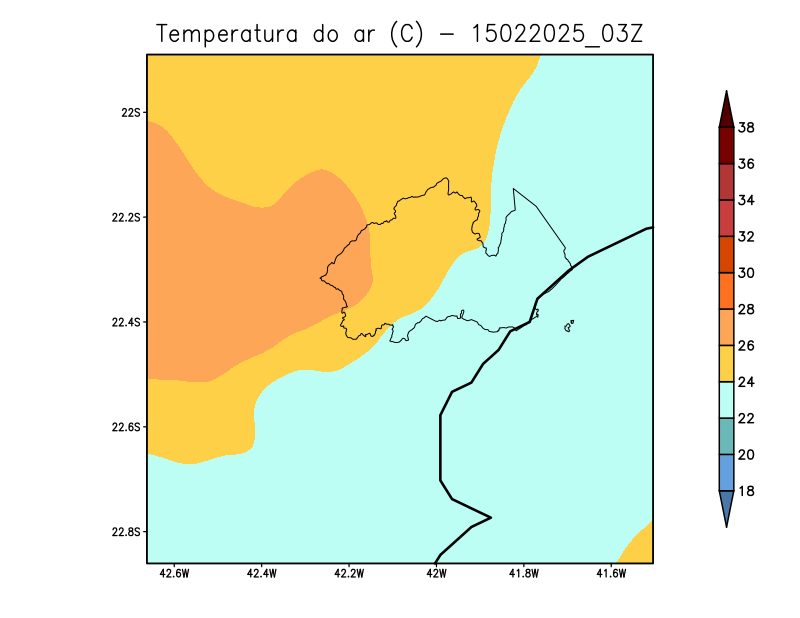 Temperatura do ar (C) - 15022025_03Z
22S
22.2S
22.4S
22.6S
22.8S
42.6W
42.4W
42.2W
42W
41.8W
41.6W
38
36
34
32
30
28
26
24
22
20
18